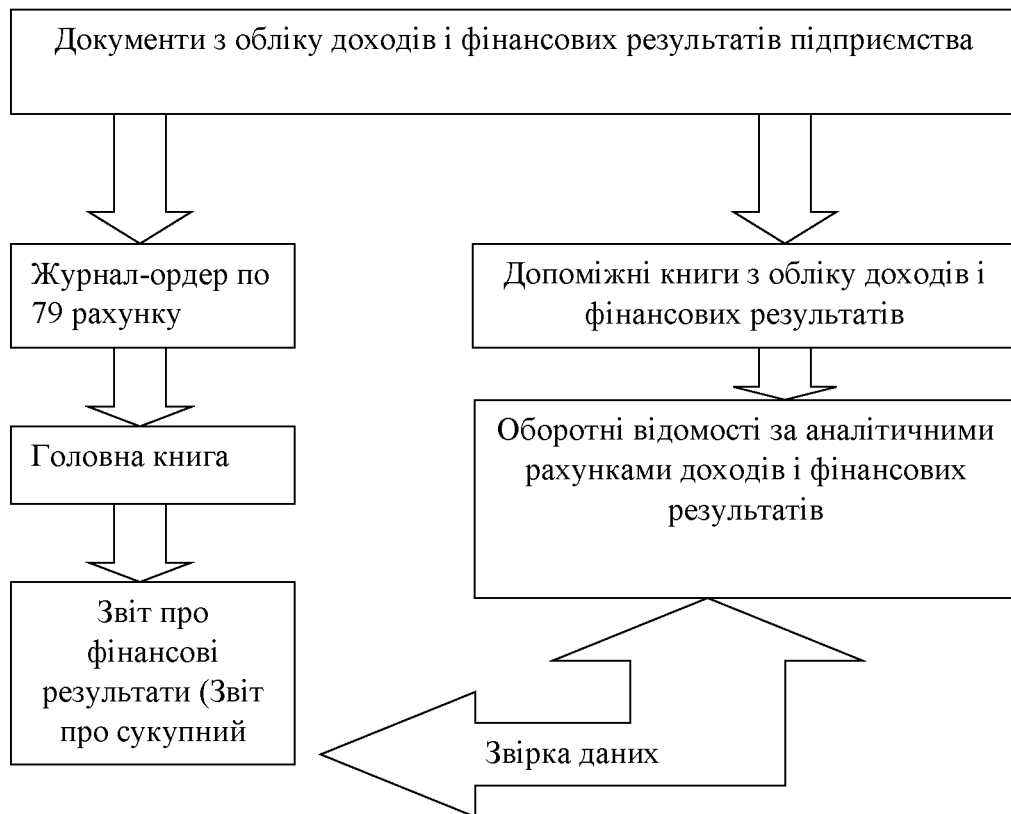 Документи з обліку доходів і фінансових результатів підприємства
Журнал-ордер по
79 рахунку
Допоміжні книги з обліку доходів і
фінансових результатів
Головна книга
Оборотні відомості за аналітичними
рахунками доходів і фінансових
результатів
Звіт про
фінансові
результати (Звіт
про сукупний
Звірка даних